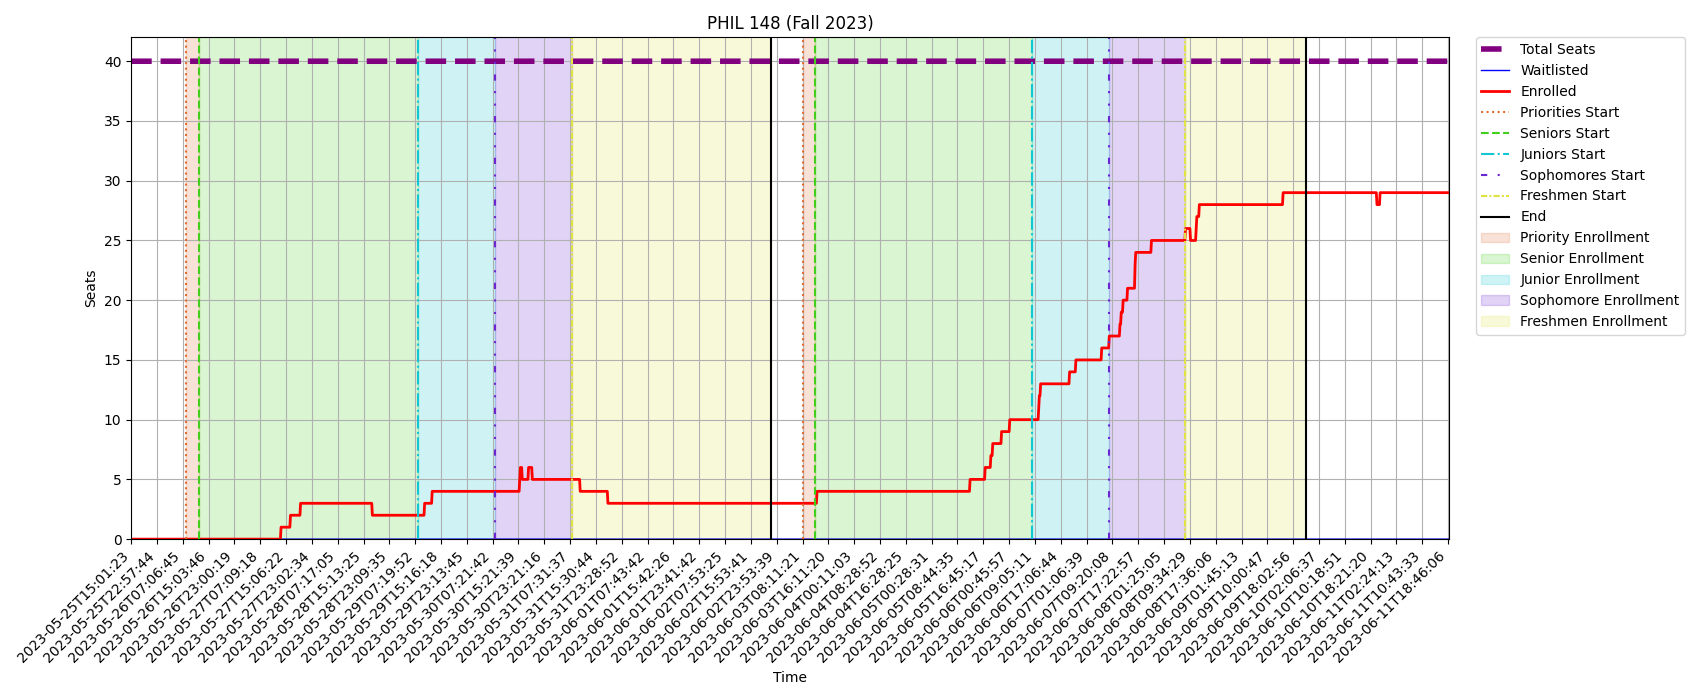 PHIL 148 (Fall 2023)
Total Seats
Waitlisted
Enrolled
Priorities Start
Seniors Start
Juniors Start
Sophomores Start
Freshmen Start
End
Priority Enrollment
Senior Enrollment
Junior Enrollment
Sophomore Enrollment
Freshmen Enrollment
Seats
40
35
30
25
20
15
10
5
0
2023-05-25T15:01:23
2023-05-25T22:57:44
2023-05-26T07:06:45
2023-05-26T15:03:46
2023-05-26T23:00:19
2023-05-27T07:09:18
2023-05-27T15:06:22
2023-05-27T23:02:34
2023-05-28T07:17:05
2023-05-28T15:13:25
2023-05-28T23:09:35
2023-05-29T07:19:52
2023-05-29T15:16:18
2023-05-29T23:13:45
2023-05-30T07:21:42
2023-05-30T15:21:39
2023-05-30T23:21:16
2023-05-31T07:31:37
2023-05-31T15:30:44
2023-05-31T23:28:52
2023-06-01T07:43:42
2023-06-01T15:42:26
2023-06-01T23:41:42
2023-06-02T07:53:25
2023-06-02T15:53:41
2023-06-02T23:53:39
2023-06-03T08:11:21
2023-06-03T16:11:20
2023-06-04T00:11:03
2023-06-04T08:28:52
2023-06-04T16:28:23
2023-06-05T00:28:31
2023-06-05T08:44:35
2023-06-05T16:45:17
2023-06-06T00:45:57
2023-06-06T09:05:11
2023-06-06T17:06:44
2023-06-07T01:06:39
2023-06-07T09:20:08
2023-06-07T17:22:57
2023-06-08T01:25:05
2023-06-08T09:34:29
2023-06-08T17:36:06
2023-06-09T01:45:13
2023-06-09T10:00:47
2023-06-09T18:02:56
2023-06-10T02:06:37
2023-06-10T10:18:51
2023-06-10T18:21:20
2023-06-11T02:24:13
2023-06-11T10:43:33
2023-06-11T18:46:06
Time